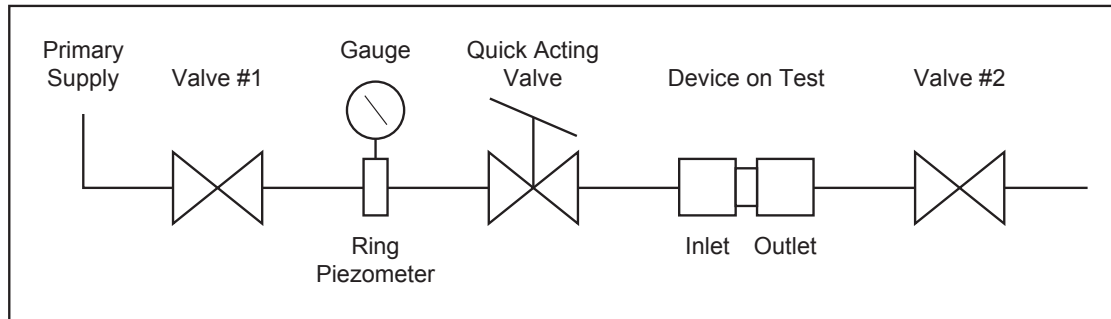 Primary
Supply
Valve #1
Gauge
Quick Acting
Valve
Device on Test
Valve #2
Ring
Piezometer
Inlet
Outlet